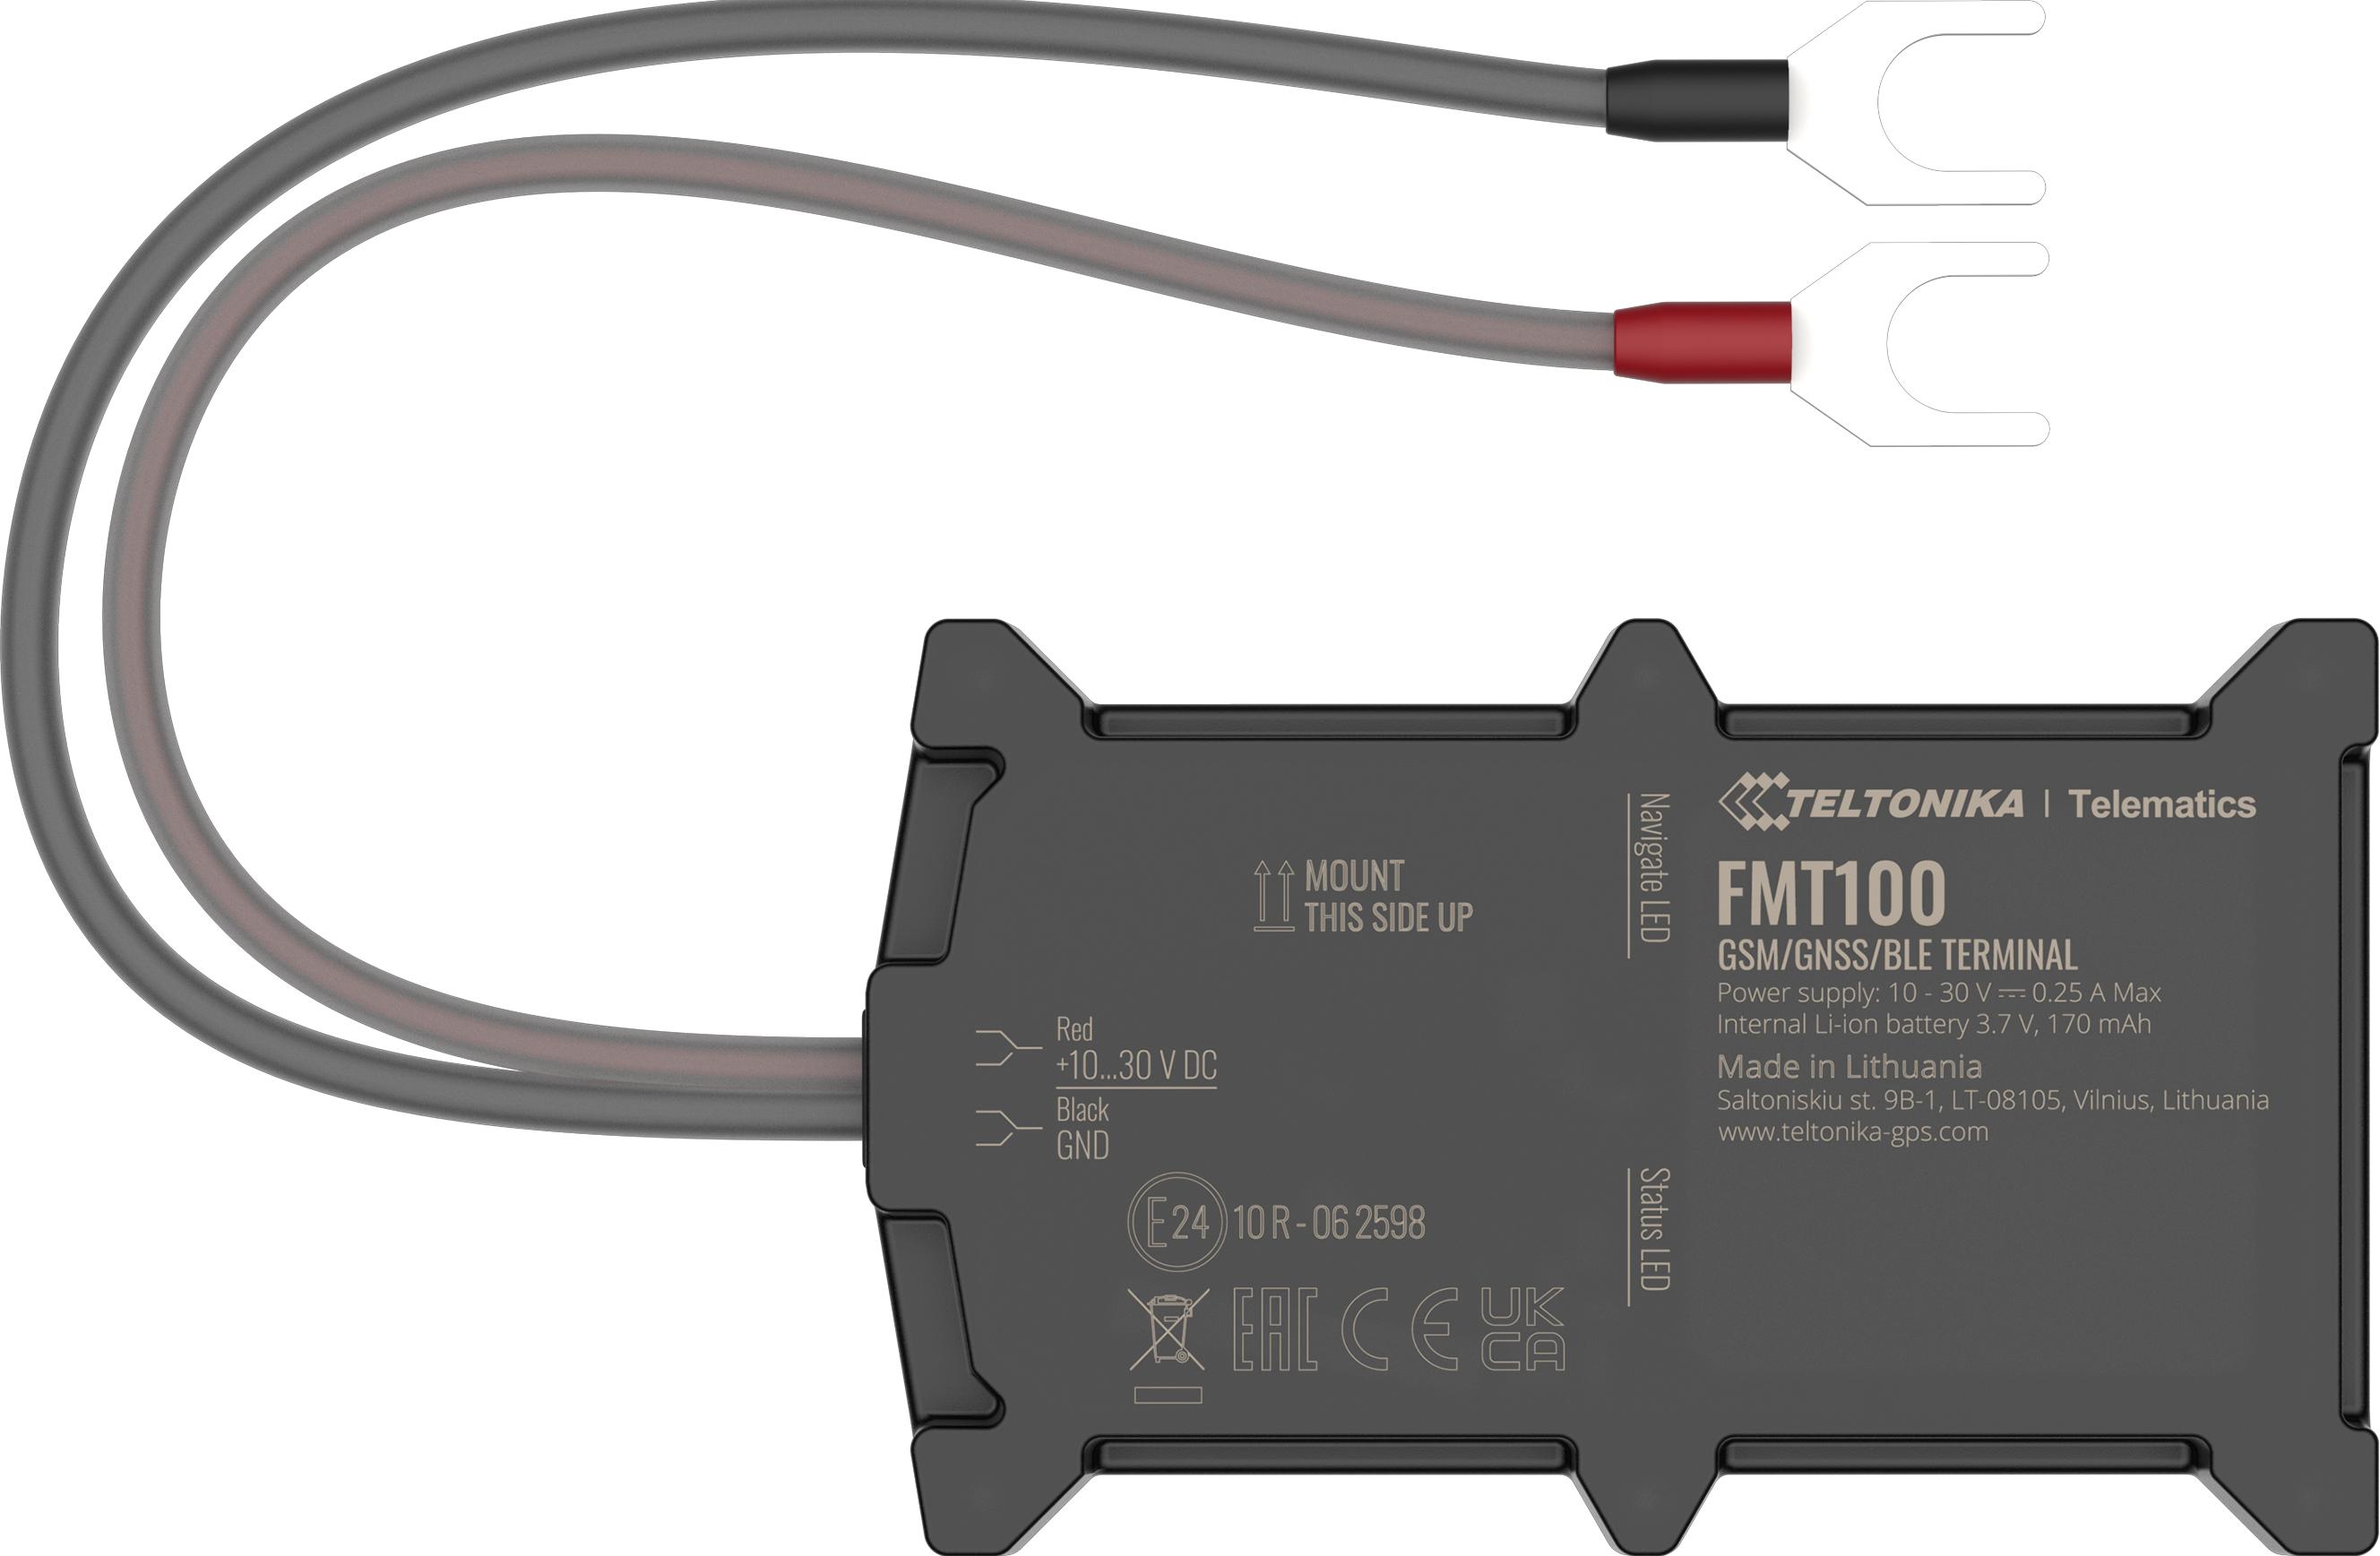 TELTONIKA | Telematics
FMT100
GSM/GNSS/BLE TERMINAL
Power supply: 10 - 30 V ⎓ 0.25 A Max
Internal Li-ion battery 3.7 V, 170 mAh
Made in Lithuania
Saltoniskiu st. 9B-1, LT-08105, Vilnius, Lithuania
www.teltonika-gps.com
Navigate LED
Status LED
MOUNT
THIS SIDE UP
Red
+10...30 V DC
Black
GND
E24 10 R - 06 2598
EAC CE UK
CA